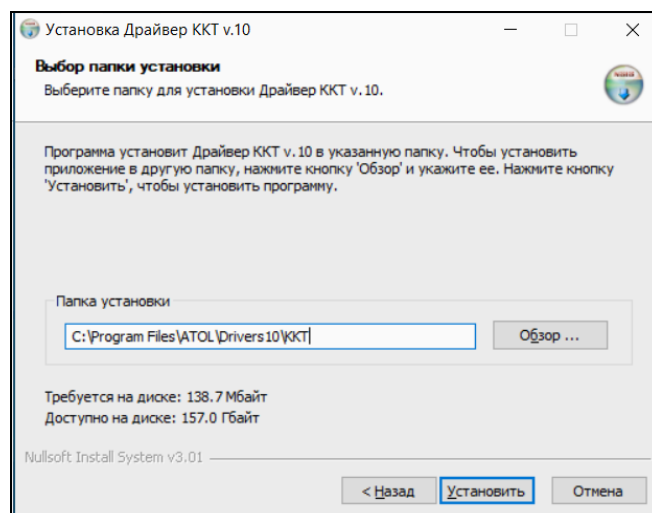 Установка Драйвер ККТ v.10
Выбор папки установки
Выберите папку для установки Драйвер ККТ v.10.
Программа установит Драйвер ККТ v.10 в указанную папку. Чтобы установить
приложение в другую папку, нажмите кнопку 'Обзор' и укажите ее. Нажмите кнопку
'Установить', чтобы установить программу.
Папка установки
C:\Program Files\ATOL\Drivers10\KKT
Обзор ...
Требуется на диске: 138.7 Мбайт
Доступно на диске: 157.0 Гбайт
Nullsoft Install System v3.01
< Назад Установить Отмена